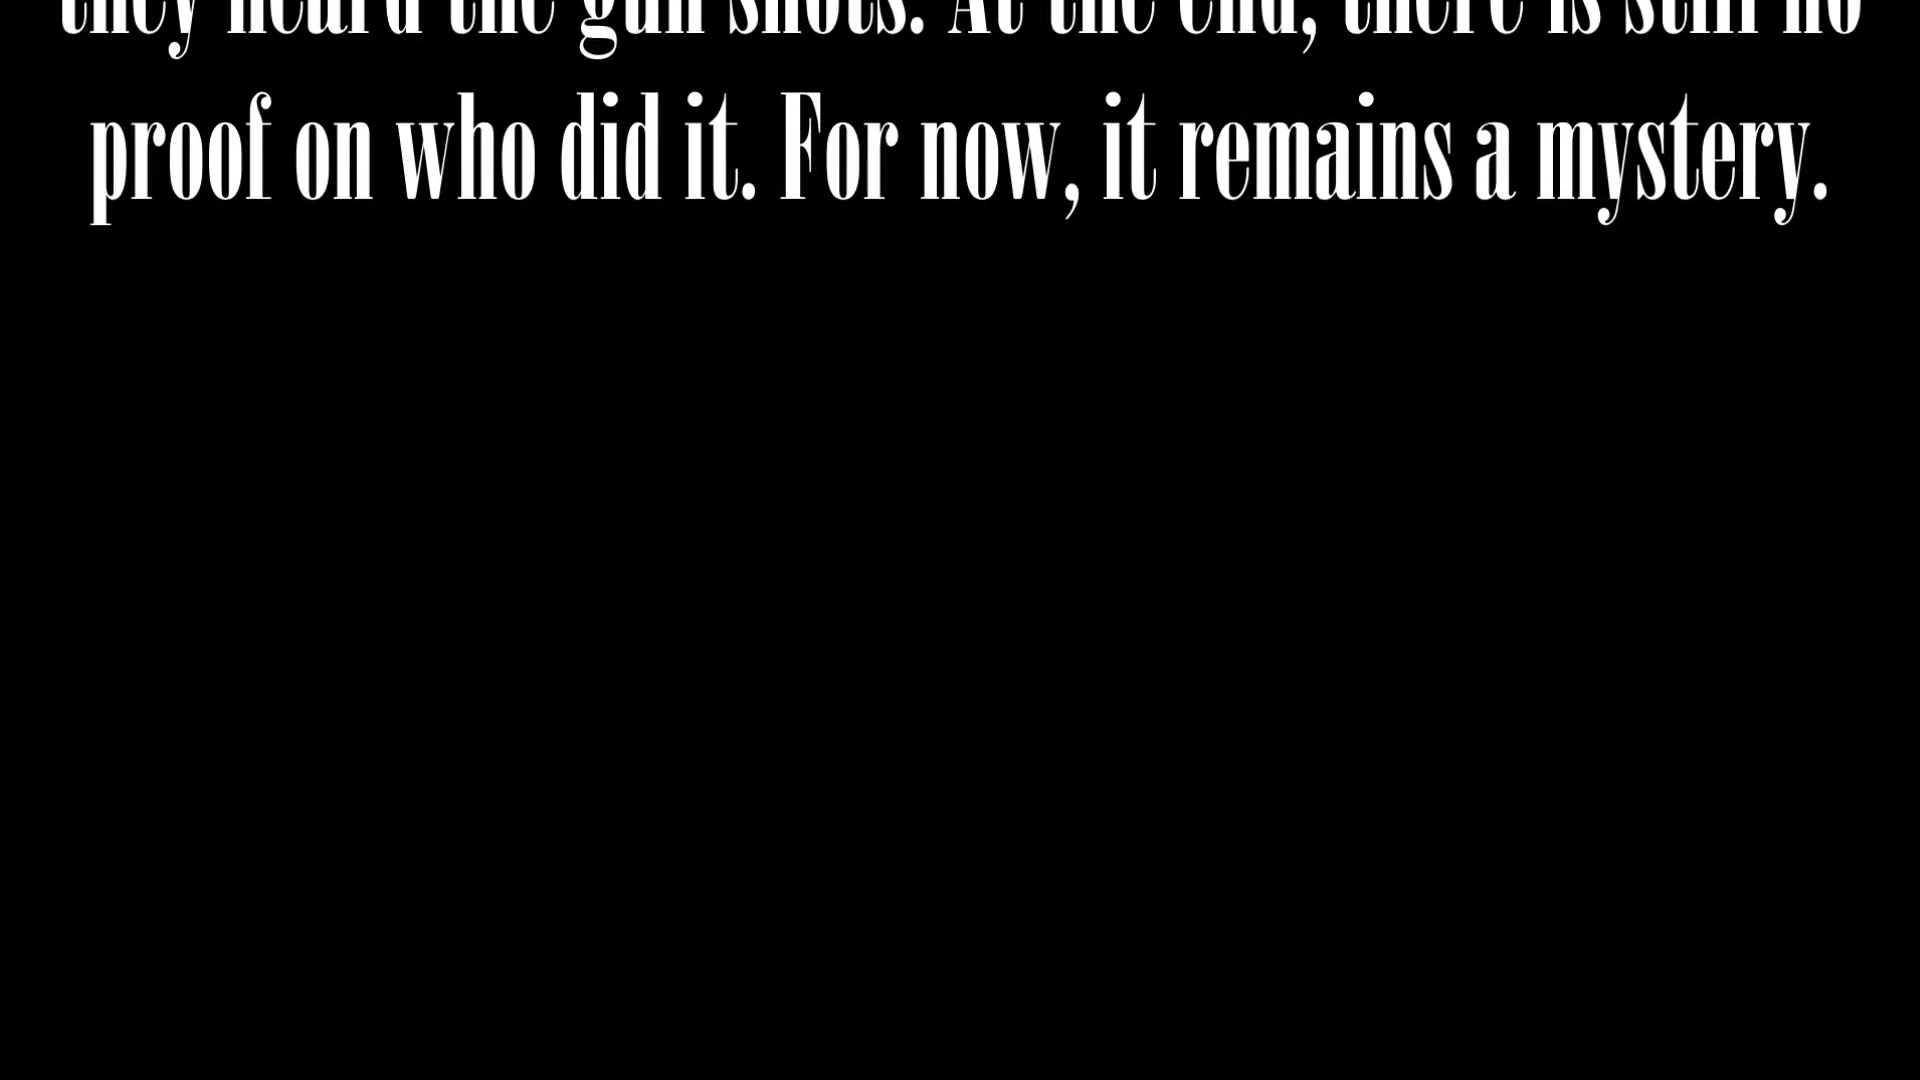 they heard the gun shots. At the end, there is still no
proof on who did it. For now, it remains a mystery.